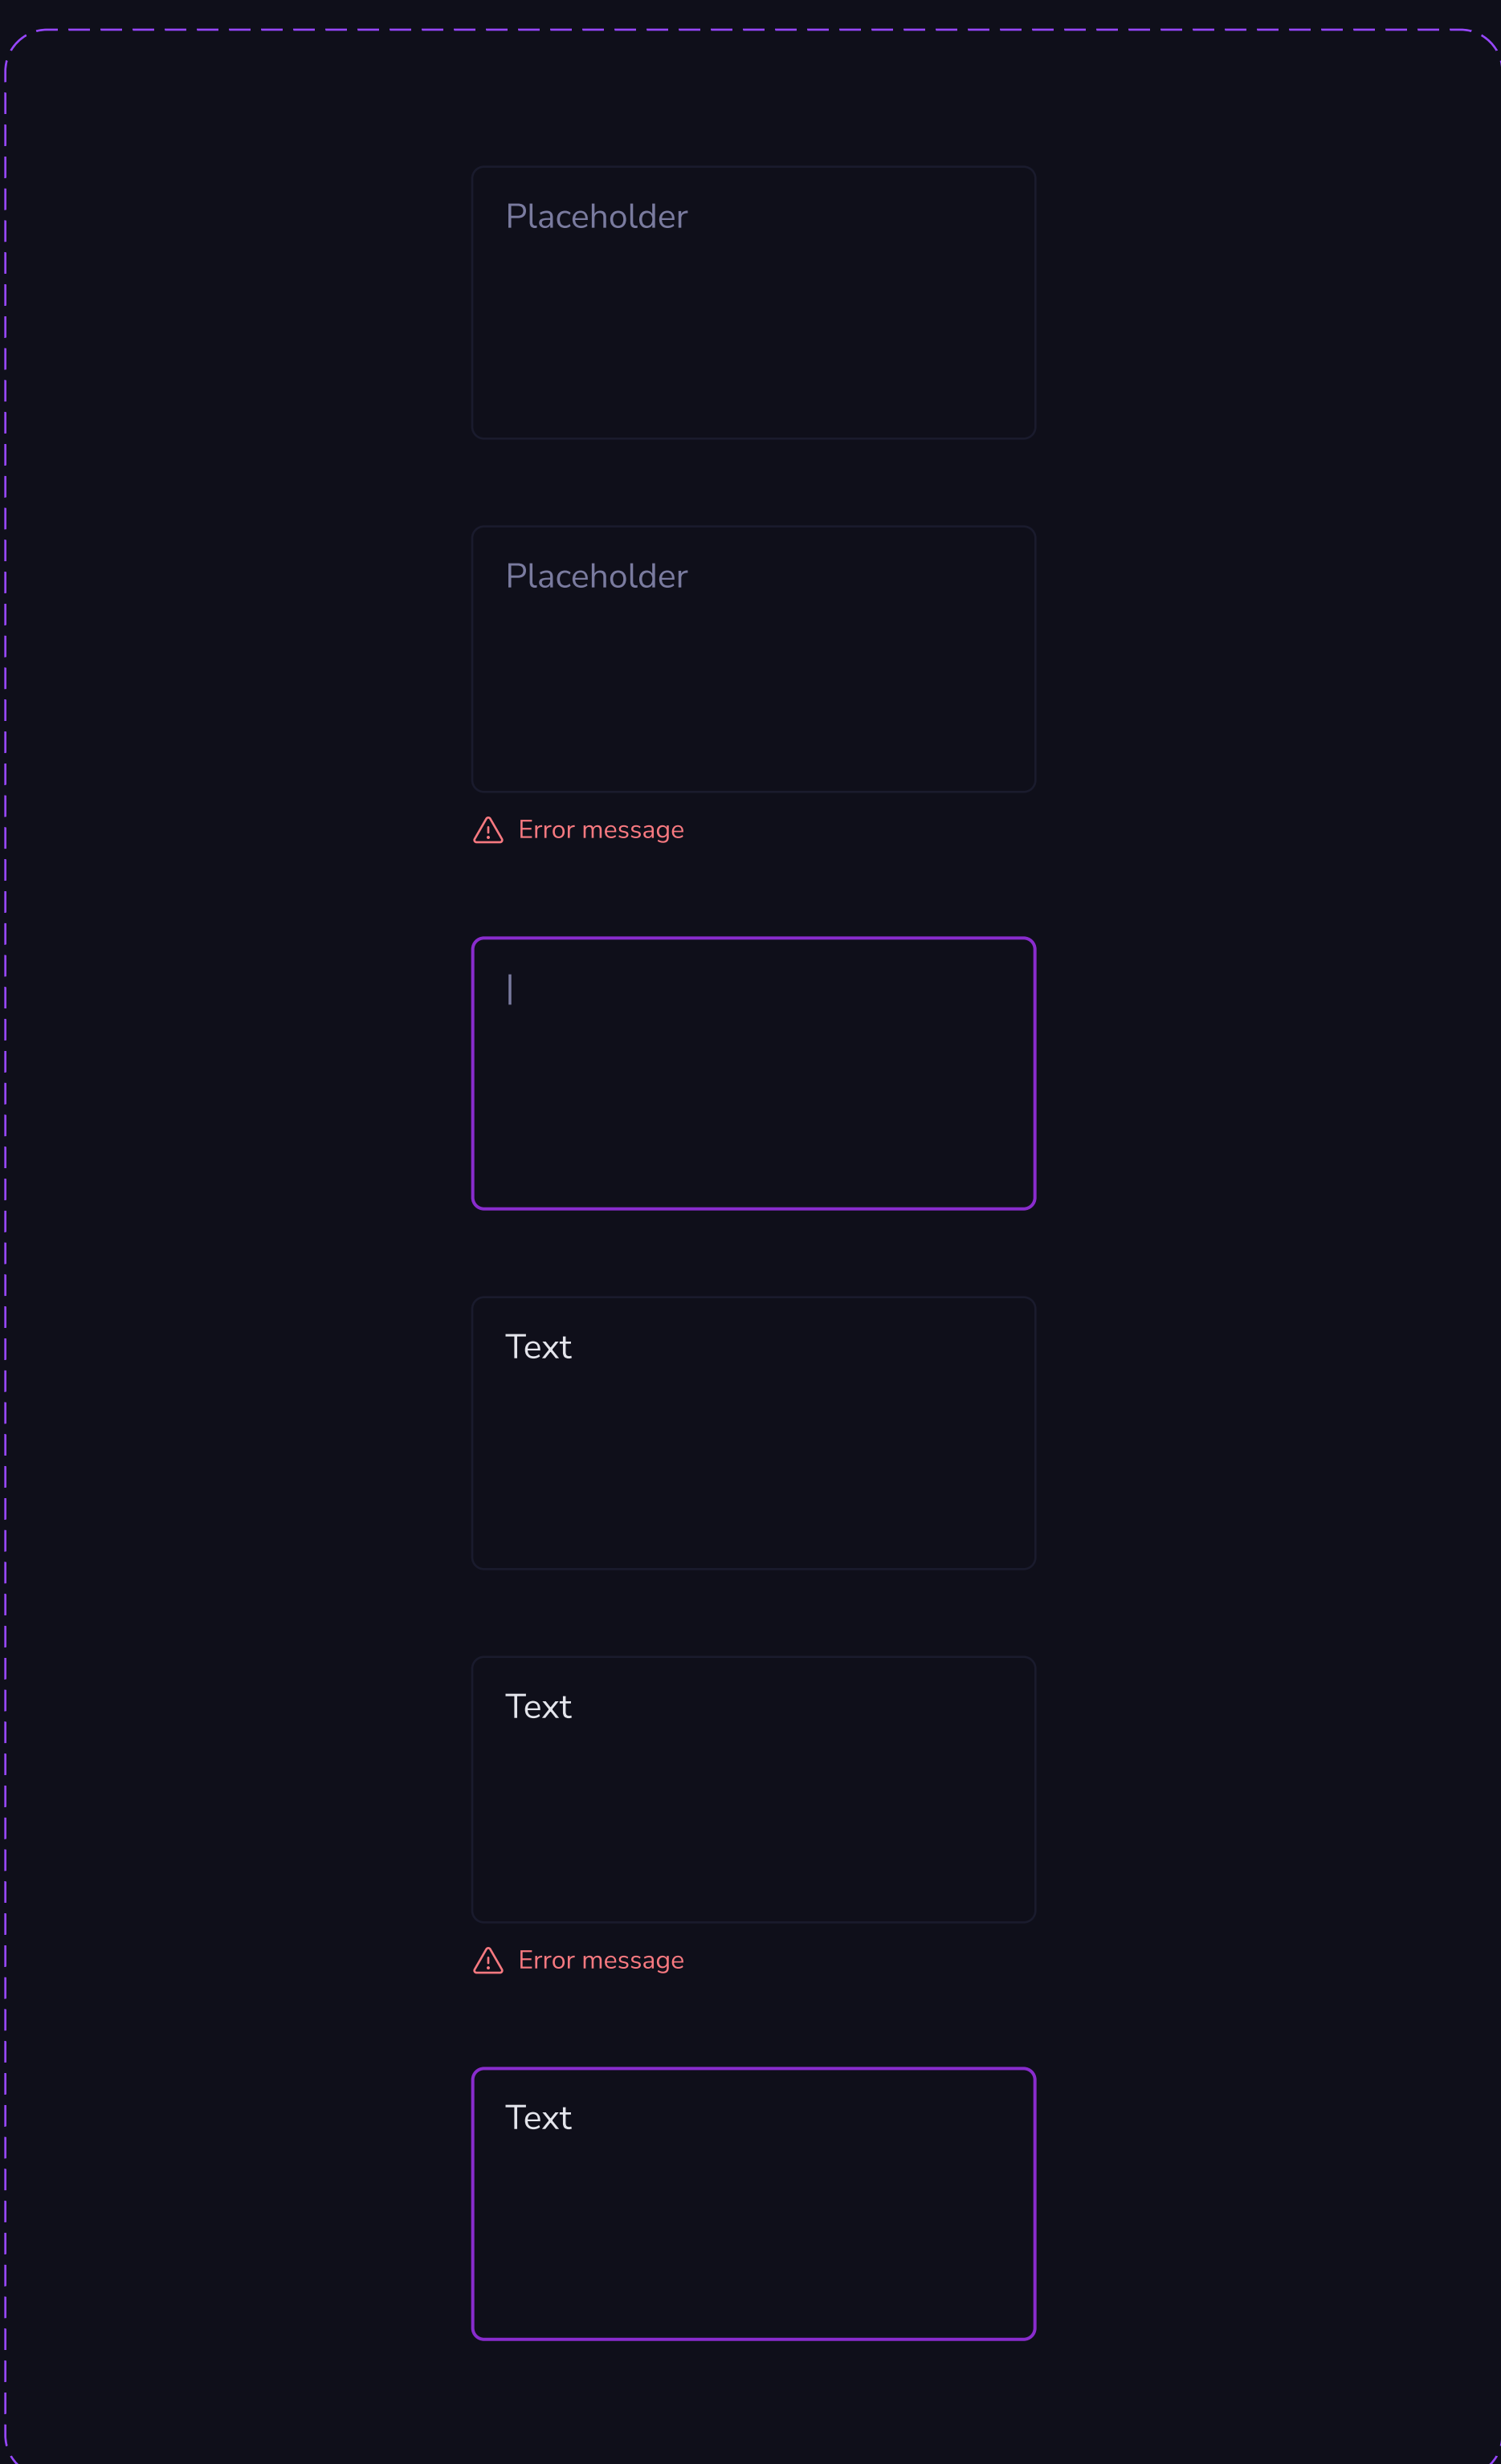 Placeholder
Placeholder
Error message
Text
Text
Error message
Text